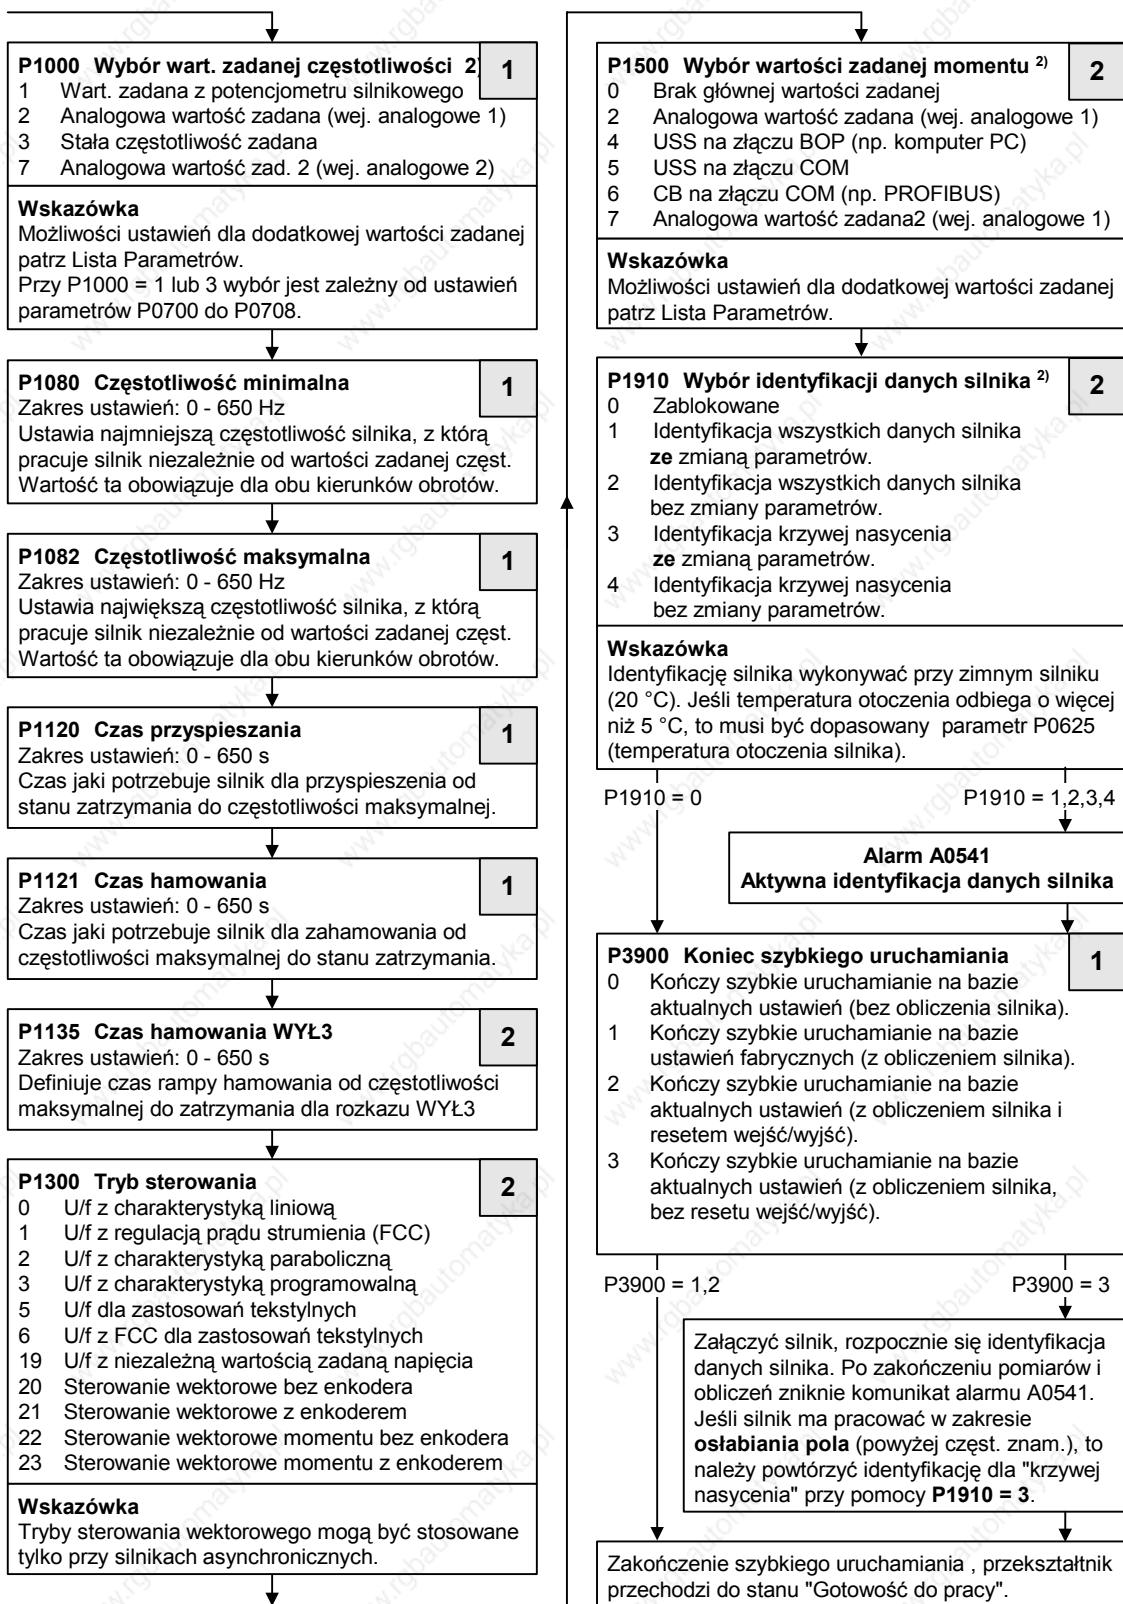 P1000 Wybór wart. zadanej częstotliwości 2)
1
1 Wart. zadana z potencjometru silnikowego
2 Analogowa wartość zadana (wej. analogowe 1)
3 Stała częstotliwość zadana
7 Analogowa wartość zad. 2 (wej. analogowe 2)
Wskazówka
Możliwości ustawień dla dodatkowej wartości zadanej
patrz Lista Parametrów.
Przy P1000 = 1 lub 3 wybór jest zależny od ustawień
parametrów P0700 do P0708.
P1080 Częstotliwość minimalna
1
Zakres ustawień: 0 - 650 Hz
Ustawia najmniejszą częstotliwość silnika, z którą
pracuje silnik niezależnie od wartości zadanej częst.
Wartość ta obowiązuje dla obu kierunków obrotów.
P1082 Częstotliwość maksymalna
1
Zakres ustawień: 0 - 650 Hz
Ustawia największą częstotliwość silnika, z którą
pracuje silnik niezależnie od wartości zadanej częst.
Wartość ta obowiązuje dla obu kierunków obrotów.
P1120 Czas przyspieszania
1
Zakres ustawień: 0 - 650 s
Czas jaki potrzebuje silnik dla przyspieszenia od
stanu zatrzymania do częstotliwości maksymalnej.
P1121 Czas hamowania
1
Zakres ustawień: 0 - 650 s
Czas jaki potrzebuje silnik dla zahamowania od
częstotliwości maksymalnej do stanu zatrzymania.
P1135 Czas hamowania WYŁ3
2
Zakres ustawień: 0 - 650 s
Definiuje czas rampy hamowania od częstotliwości
maksymalnej do zatrzymania dla rozkazu WYŁ3
P1300 Tryb sterowania
2
0 U/f z charakterystyką liniową
1 U/f z regulacją prądu strumienia (FCC)
2 U/f z charakterystyką paraboliczną
3 U/f z charakterystyką programowalną
5 U/f dla zastosowań tekstylnych
6 U/f z FCC dla zastosowań tekstylnych
19 U/f z niezależną wartością zadaną napięcia
20 Sterowanie wektorowe bez enkodera
21 Sterowanie wektorowe z enkoderem
22 Sterowanie wektorowe momentu bez enkodera
23 Sterowanie wektorowe momentu z enkoderem
Wskazówka
Tryby sterowania wektorowego mogą być stosowane
tylko przy silnikach asynchronicznych.
P1500 Wybór wartości zadanej momentu 2)
2
0 Brak głównej wartości zadanej
2 Analogowa wartość zadana (wej. analogowe 1)
4 USS na złączu BOP (np. komputer PC)
5 USS na złączu COM
6 CB na złączu COM (np. PROFIBUS)
7 Analogowa wartość zadana2 (wej. analogowe 1)
Wskazówka
Możliwości ustawień dla dodatkowej wartości zadanej
patrz Lista Parametrów.
P1910 Wybór identyfikacji danych silnika 2)
2
0 Zablokowane
1 Identyfikacja wszystkich danych silnika
ze zmianą parametrów.
2 Identyfikacja wszystkich danych silnika
bez zmiany parametrów.
3 Identyfikacja krzywej nasycenia
ze zmianą parametrów.
4 Identyfikacja krzywej nasycenia
bez zmiany parametrów.
Wskazówka
Identyfikację silnika wykonywać przy zimnym silniku
(20 °C). Jeśli temperatura otoczenia odbiega o więcej
niż 5 °C, to musi być dopasowany parametr P0625
(temperatura otoczenia silnika).
P1910 = 0
P1910 = 1,2,3,4
Alarm A0541
Aktywna identyfikacja danych silnika
P3900 Koniec szybkiego uruchamiania
1
0 Kończy szybkie uruchamianie na bazie
aktualnych ustawień (bez obliczenia silnika).
1 Kończy szybkie uruchamianie na bazie
ustawień fabrycznych (z obliczeniem silnika).
2 Kończy szybkie uruchamianie na bazie
aktualnych ustawień (z obliczeniem silnika i
resetem wejść/wyjść).
3 Kończy szybkie uruchamianie na bazie
aktualnych ustawień (z obliczeniem silnika,
bez resetu wejść/wyjść).
P3900 = 1,2
P3900 = 3
Załączyć silnik, rozpocznie się identyfikacja
danych silnika. Po zakończeniu pomiarów i
obliczeń zniknie komunikat alarmu A0541.
Jeśli silnik ma pracować w zakresie
osłabiania pola (powyżej częst. znam.), to
należy powtórzyć identyfikację dla "krzywej
nasycenia" przy pomocy P1910 = 3.
Zakończenie szybkiego uruchamiania , przekształtnik
przechodzi do stanu "Gotowość do pracy".
www.rgbautomatyka.pl